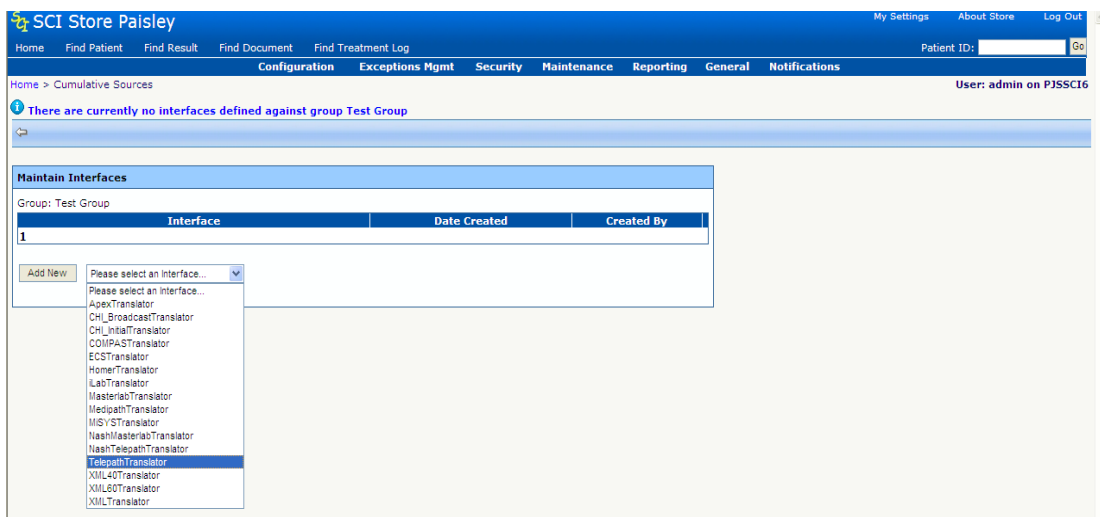 SCI Store Paisley
My Settings About Store Log Out
Home Find Patient Find Result Find Document Find Treatment Log
Patient ID: Go
Configuration Exceptions Mgmt Security Maintenance Reporting General Notifications
Home > Cumulative Sources
User: admin on PJSSCI6
There are currently no interfaces defined against group Test Group
Maintain Interfaces
Group: Test Group
Interface Date Created Created By
1
Add New Please select an Interface...
Please select an Interface...
ApexTranslator
CHI_BroadcastTranslator
CHI_InitialTranslator
COMPASTranslator
ECSTranslator
HomerTranslator
iLabTranslator
MasterlabTranslator
MedipathTranslator
MISYSTranslator
NashMasterlabTranslator
NashTelepathTranslator
TelepathTranslator
XML40Translator
XML60Translator
XMLTranslator